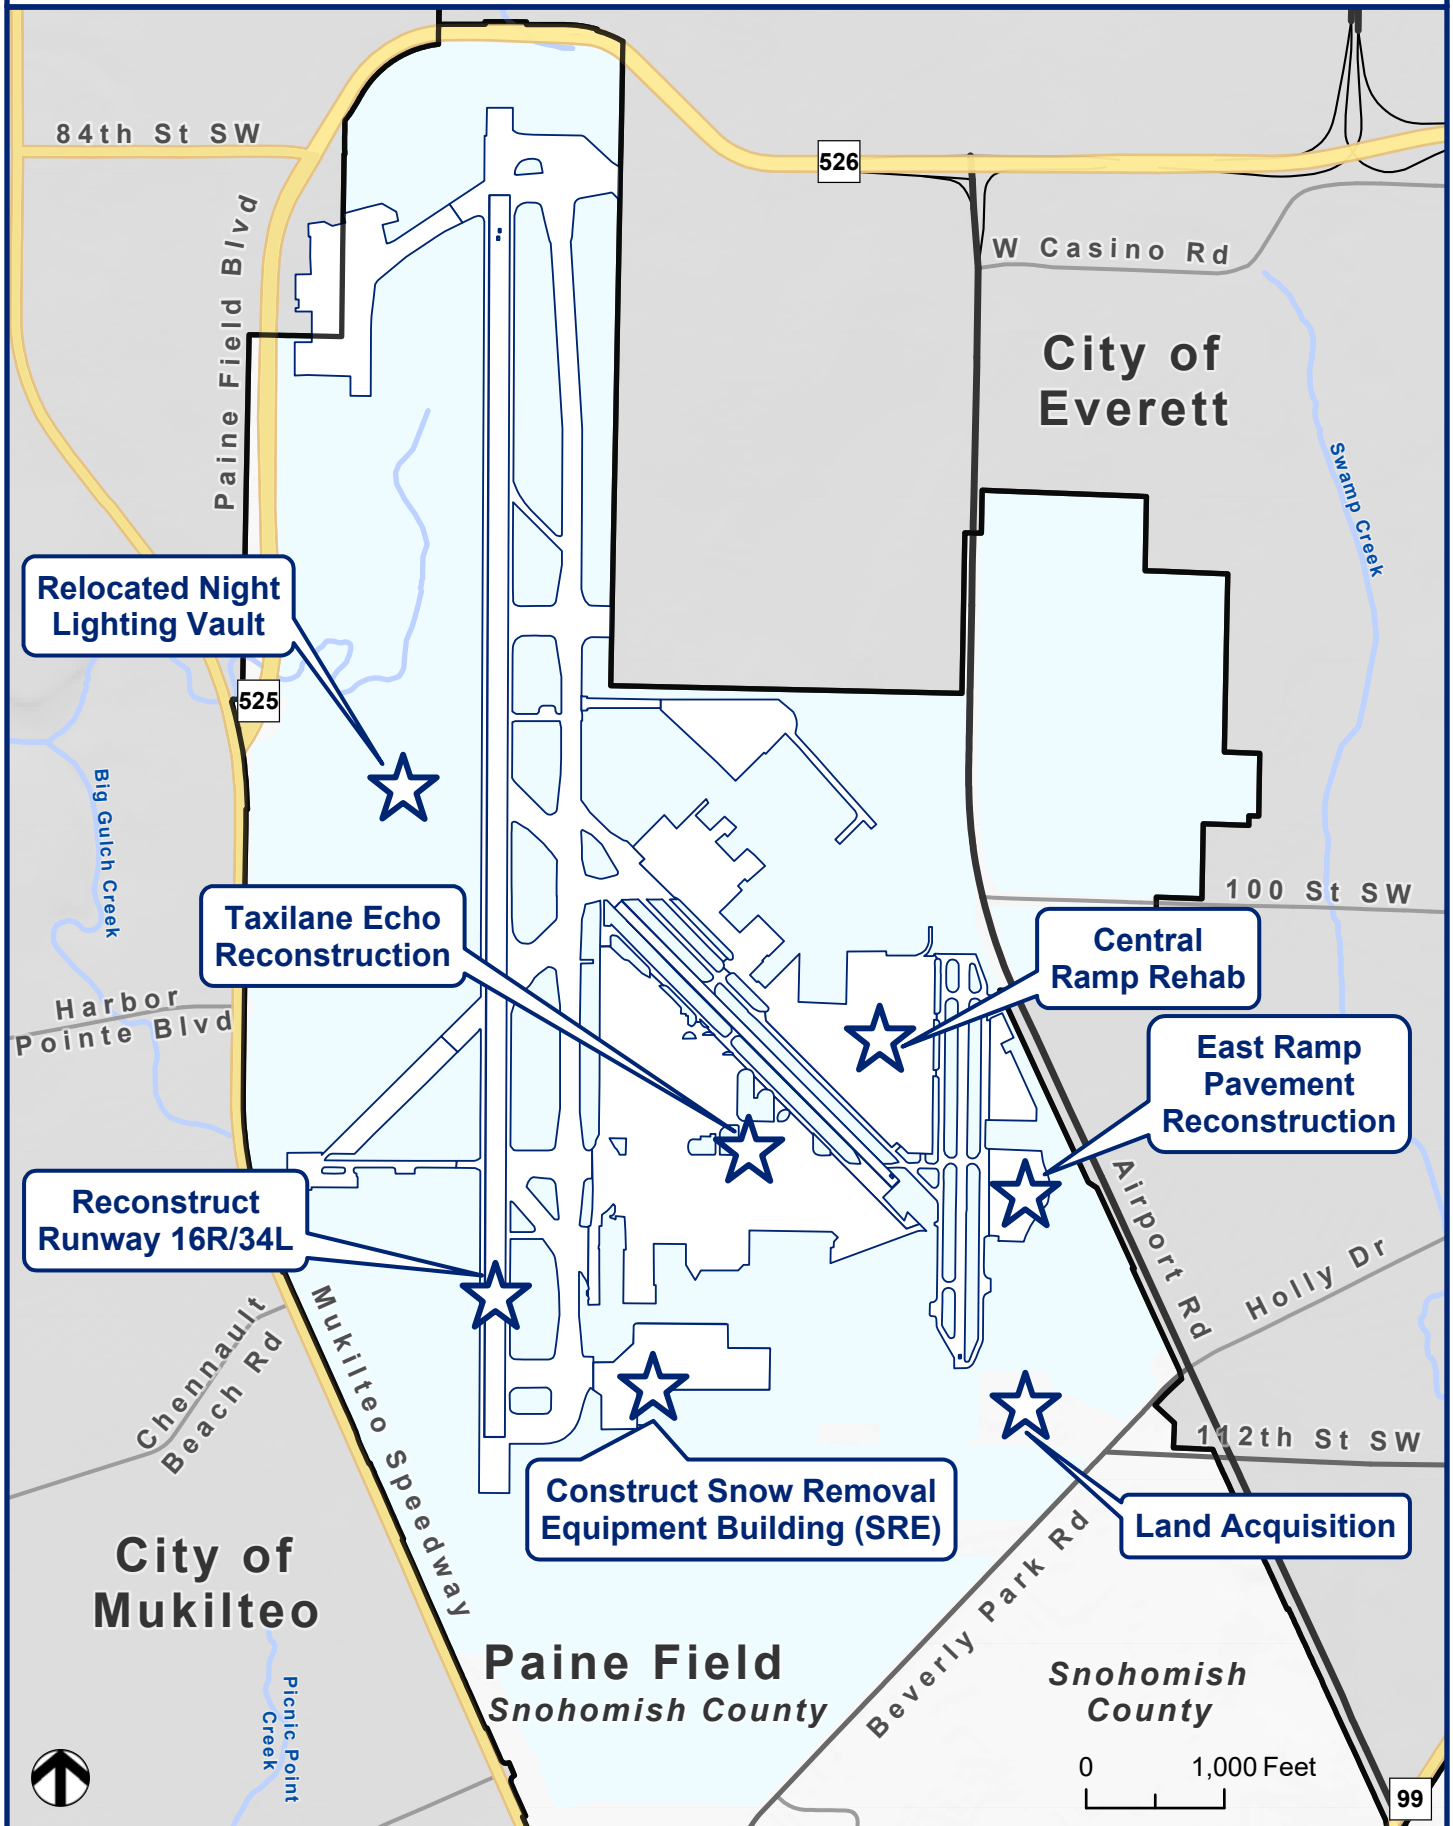 84th St SW
526
Paine Field Blvd
W Casino Rd
City of
Everett
Swamp Creek
Relocated Night
Lighting Vault
525
Big Gulch Creek
100 St SW
Taxilane Echo
Reconstruction
Central
Ramp Rehab
Harbor
Pointe Blvd
East Ramp
Pavement
Reconstruction
Reconstruct
Runway 16R/34L
Airport Rd
Holly Dr
Chennault
Beach Rd
Mukilteo Speedway
112th St SW
Construct Snow Removal
Equipment Building (SRE)
Land Acquisition
City of
Mukilteo
Beverly Park Rd
Paine Field
Snohomish County
Snohomish
County
Picnic Point
Creek
0 1,000 Feet
99